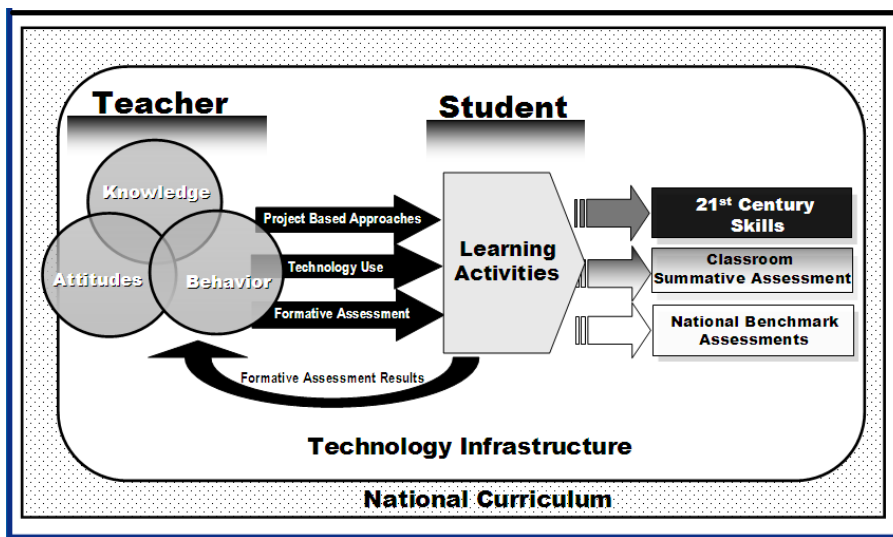 Teacher
Student
Knowledge
Attitudes
Behavior
Project Based Approaches
Technology Use
Formative Assessment
Learning
Activities
21st Century
Skills
Classroom
Summative Assessment
National Benchmark
Assessments
Formative Assessment Results
Technology Infrastructure
National Curriculum